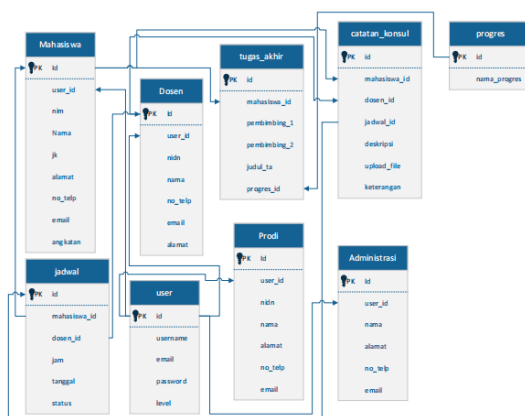 Mahasiswa
PK Id
user_id
nim
Nama
jk
alamat
no_telp
email
angkatan
Dosen
PK Id
user_id
nidn
nama
no_telp
email
alamat
tugas_akhir
PK id
mahasiswa_id
pembimbing_1
pembimbing_2
judul_ta
progres_id
catatan_konsul
PK id
mahasiswa_id
dosen_id
jadwal_id
deskripsi
upload_file
keterangan
progres
PK id
nama_progres
jadwal
PK id
mahasiswa_id
dosen_id
jam
tanggal
status
user
PK id
username
email
password
level
Prodi
PK Id
user_id
nidn
nama
alamat
no_telp
email
Administrasi
PK Id
user_id
nama
alamat
no_telp
email